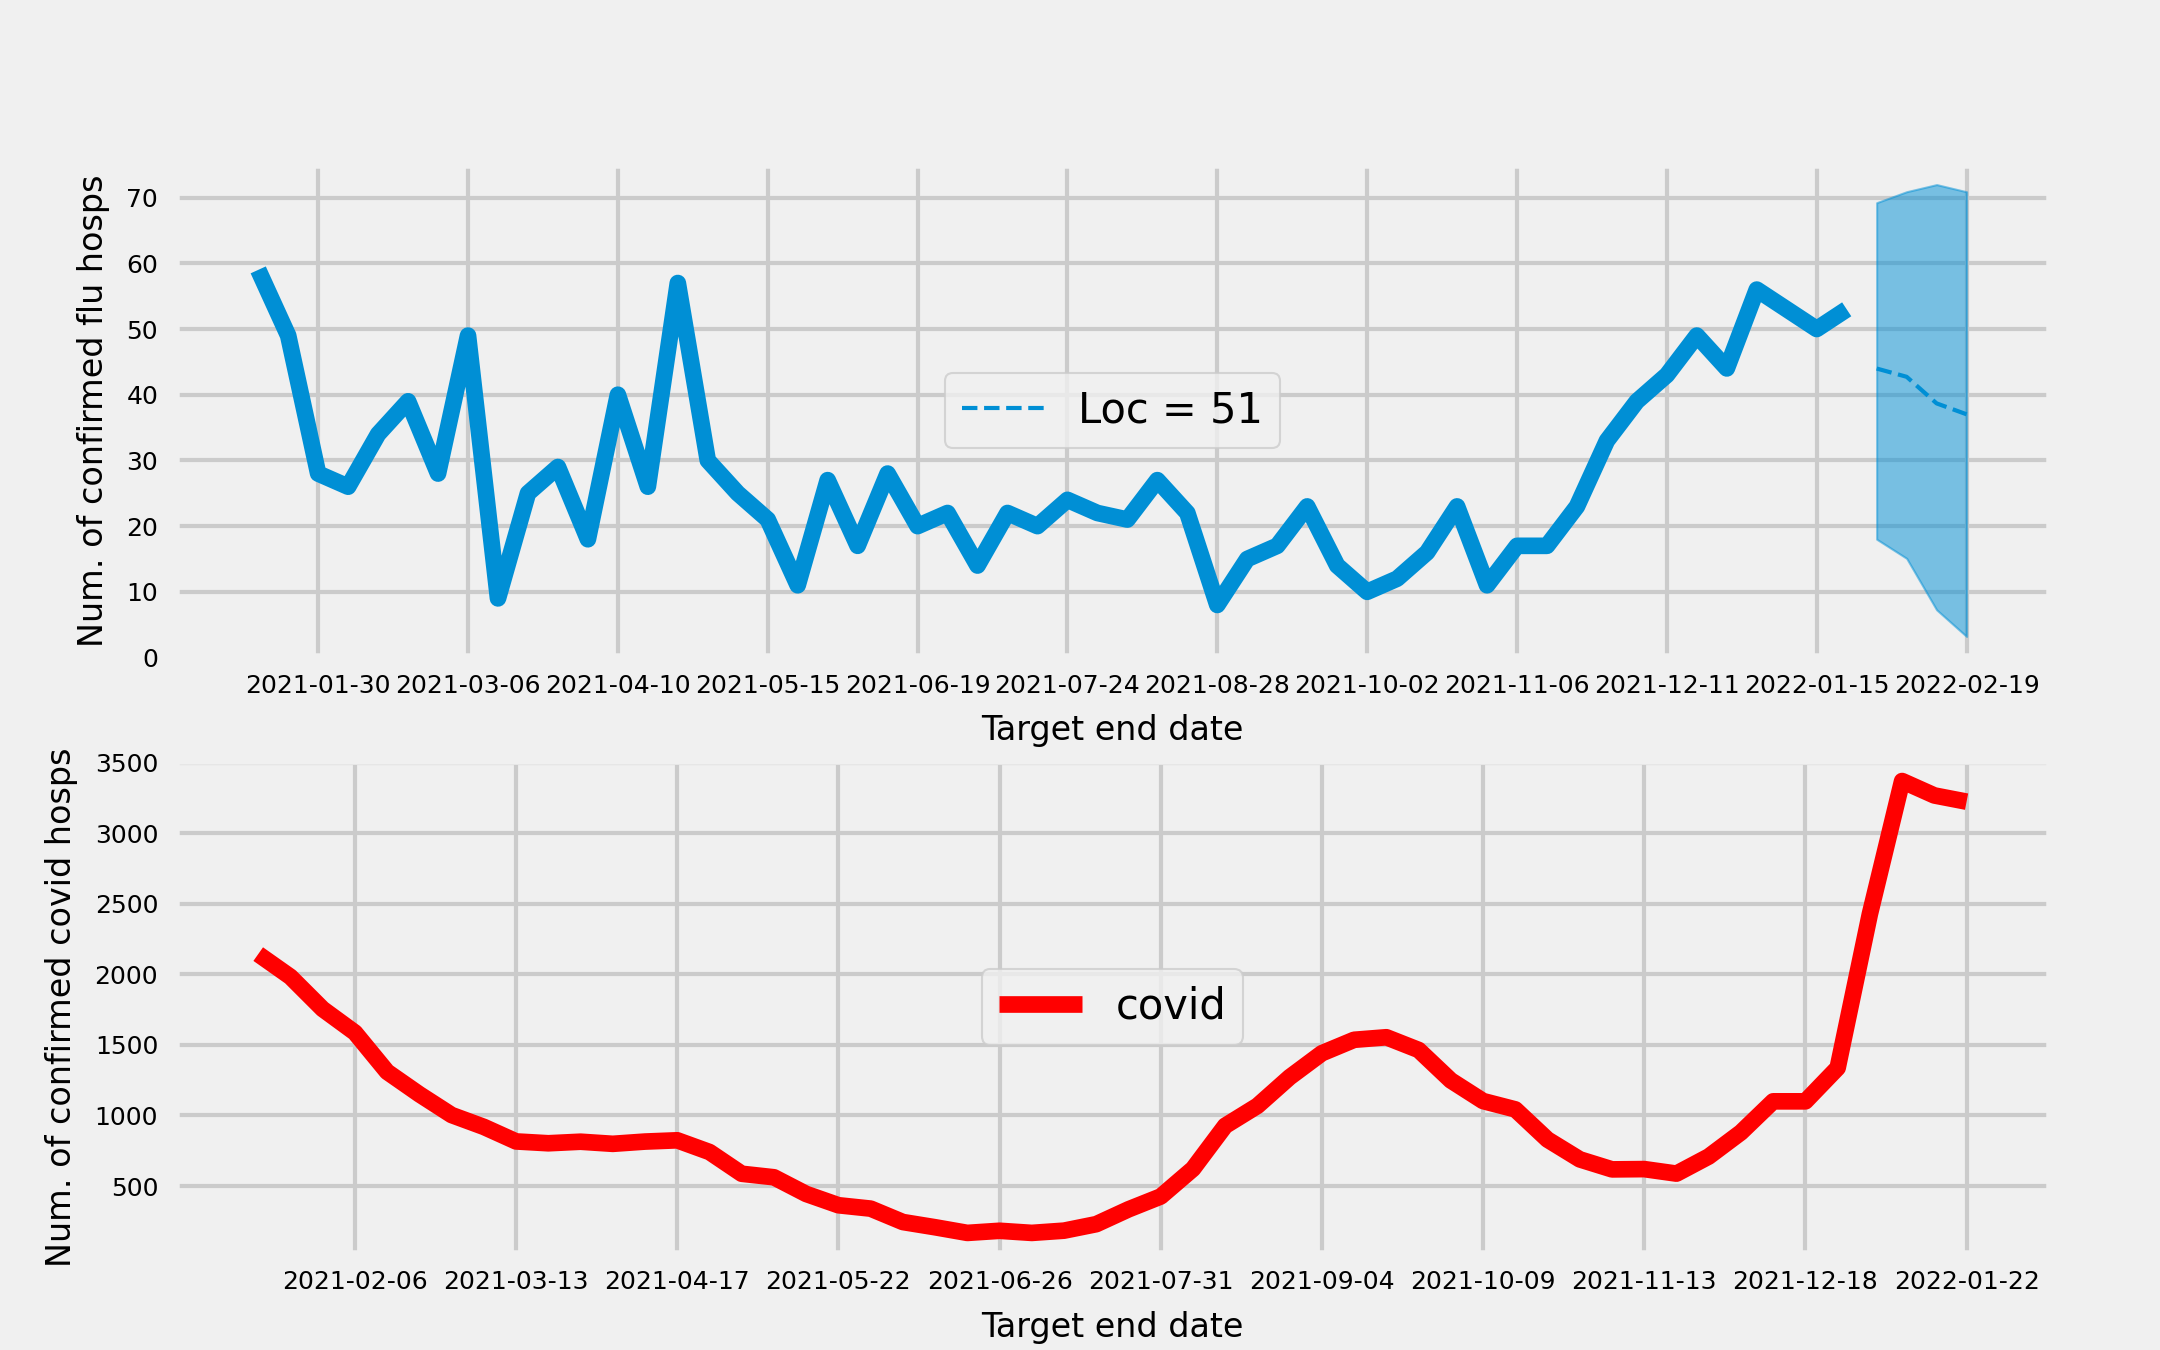 Num. of confirmed flu hosps
70
60
50
40
30
20
10
0
Loc = 51
2021-01-30 2021-03-06 2021-04-10 2021-05-15 2021-06-19 2021-07-24 2021-08-28 2021-10-02 2021-11-06 2021-12-11 2022-01-15 2022-02-19
Target end date
Num. of confirmed covid hosps
3500
3000
2500
2000
1500
1000
500
covid
2021-02-06 2021-03-13 2021-04-17 2021-05-22 2021-06-26 2021-07-31 2021-09-04 2021-10-09 2021-11-13 2021-12-18 2022-01-22
Target end date